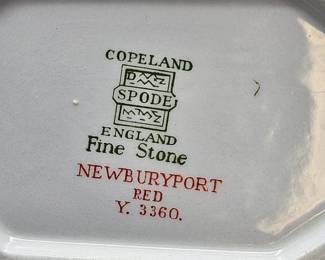 COPELAND
SPODE
ENGLAND
Fine Stone
NEWBURYPORT
RED
Y. 3360.